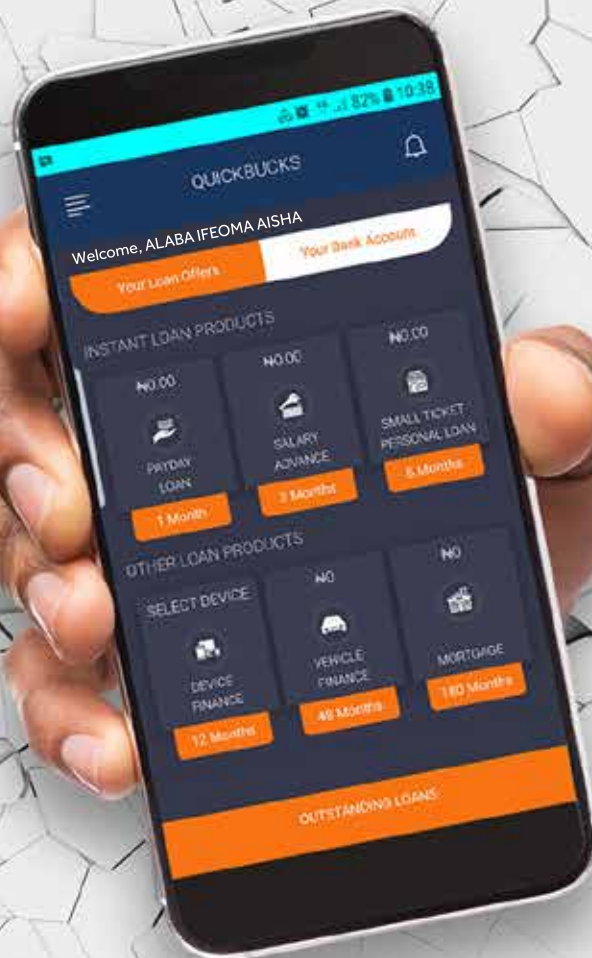 82% 10:38
QUICKBUCKS
Welcome, ALABA IFEOMA AISHA
Your Loan Offers
Your Bank Account
INSTANT LOAN PRODUCTS
₦0.00
₦0.00
₦0.00
PAYDAY
LOAN
SALARY
ADVANCE
SMALL TICKET
PERSONAL LOAN
1 Month
3 Months
6 Months
OTHER LOAN PRODUCTS
SELECT DEVICE
₦0
₦0
DEVICE
FINANCE
VEHICLE
FINANCE
MORTGAGE
12 Months
48 Months
180 Months
OUTSTANDING LOANS